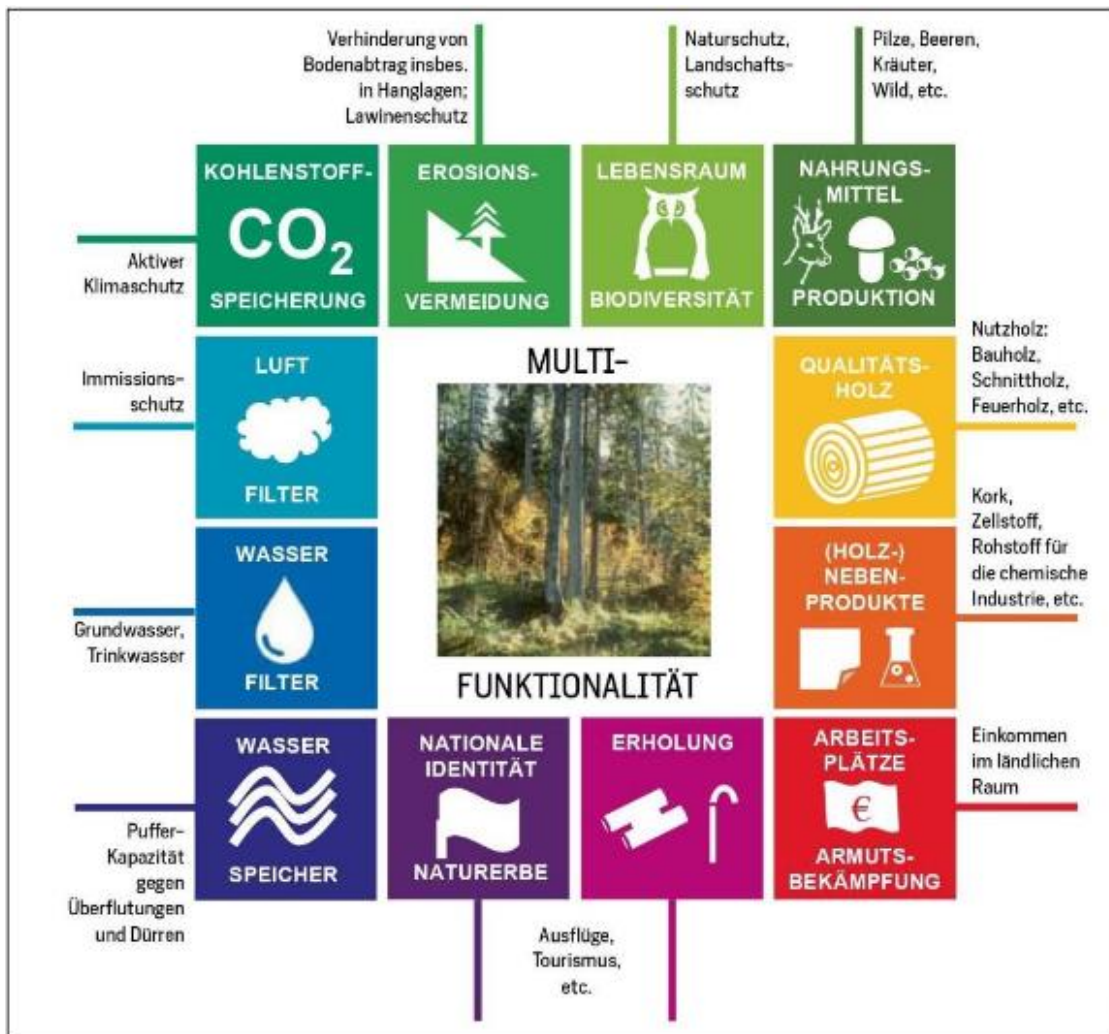 Verhinderung von
Bodenabtrag insbes.
in Hanglagen;
Lawinenschutz
Naturschutz,
Landschafts-
schutz
Pilze, Beeren,
Kräuter,
Wild, etc.
KOHLENSTOFF-
CO₂
SPEICHERUNG
EROSIONS-
VERMEIDUNG
LEBENSRAUM
BIODIVERSITÄT
NAHRUNGS-
MITTEL
PRODUKTION
Aktiver
Klimaschutz
LUFT
FILTER
Immissions-
schutz
MULTI-
FUNKTIONALITÄT
QUALITÄTS-
HOLZ
Nutzholz:
Bauholz,
Schnittholz,
Feuerholz, etc.
WASSER
FILTER
Grundwasser,
Trinkwasser
(HOLZ-)
NEBEN-
PRODUKTE
Kork,
Zellstoff,
Rohstoff für
die chemische
Industrie, etc.
WASSER
SPEICHER
Puffer-
Kapazität
gegen
Überflutungen
und Dürren
NATIONALE
IDENTITÄT
NATURERBE
ERHOLUNG
Ausflüge,
Tourismus,
etc.
ARBEITS-
PLÄTZE
€
ARMUTS-
BEKÄMPFUNG
Einkommen
im ländlichen
Raum